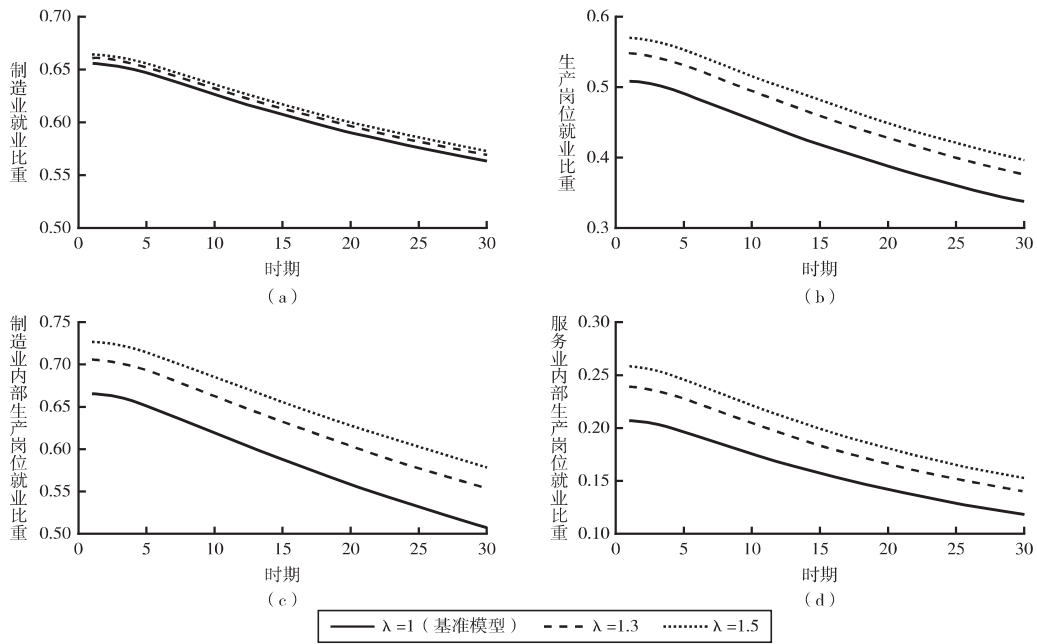 制造业就业比重
0.70
0.65
0.60
0.55
0.50
0 5 10 15 20 25 30
时期
（a）
生产岗位就业比重
0.6
0.5
0.4
0.3
0 5 10 15 20 25 30
时期
（b）
制造业内部生产岗位就业比重
0.75
0.70
0.65
0.60
0.55
0.50
0 5 10 15 20 25 30
时期
（c）
服务业内部生产岗位就业比重
0.30
0.25
0.20
0.15
0.10
0 5 10 15 20 25 30
时期
（d）
λ=1（基准模型） λ=1.3 λ=1.5